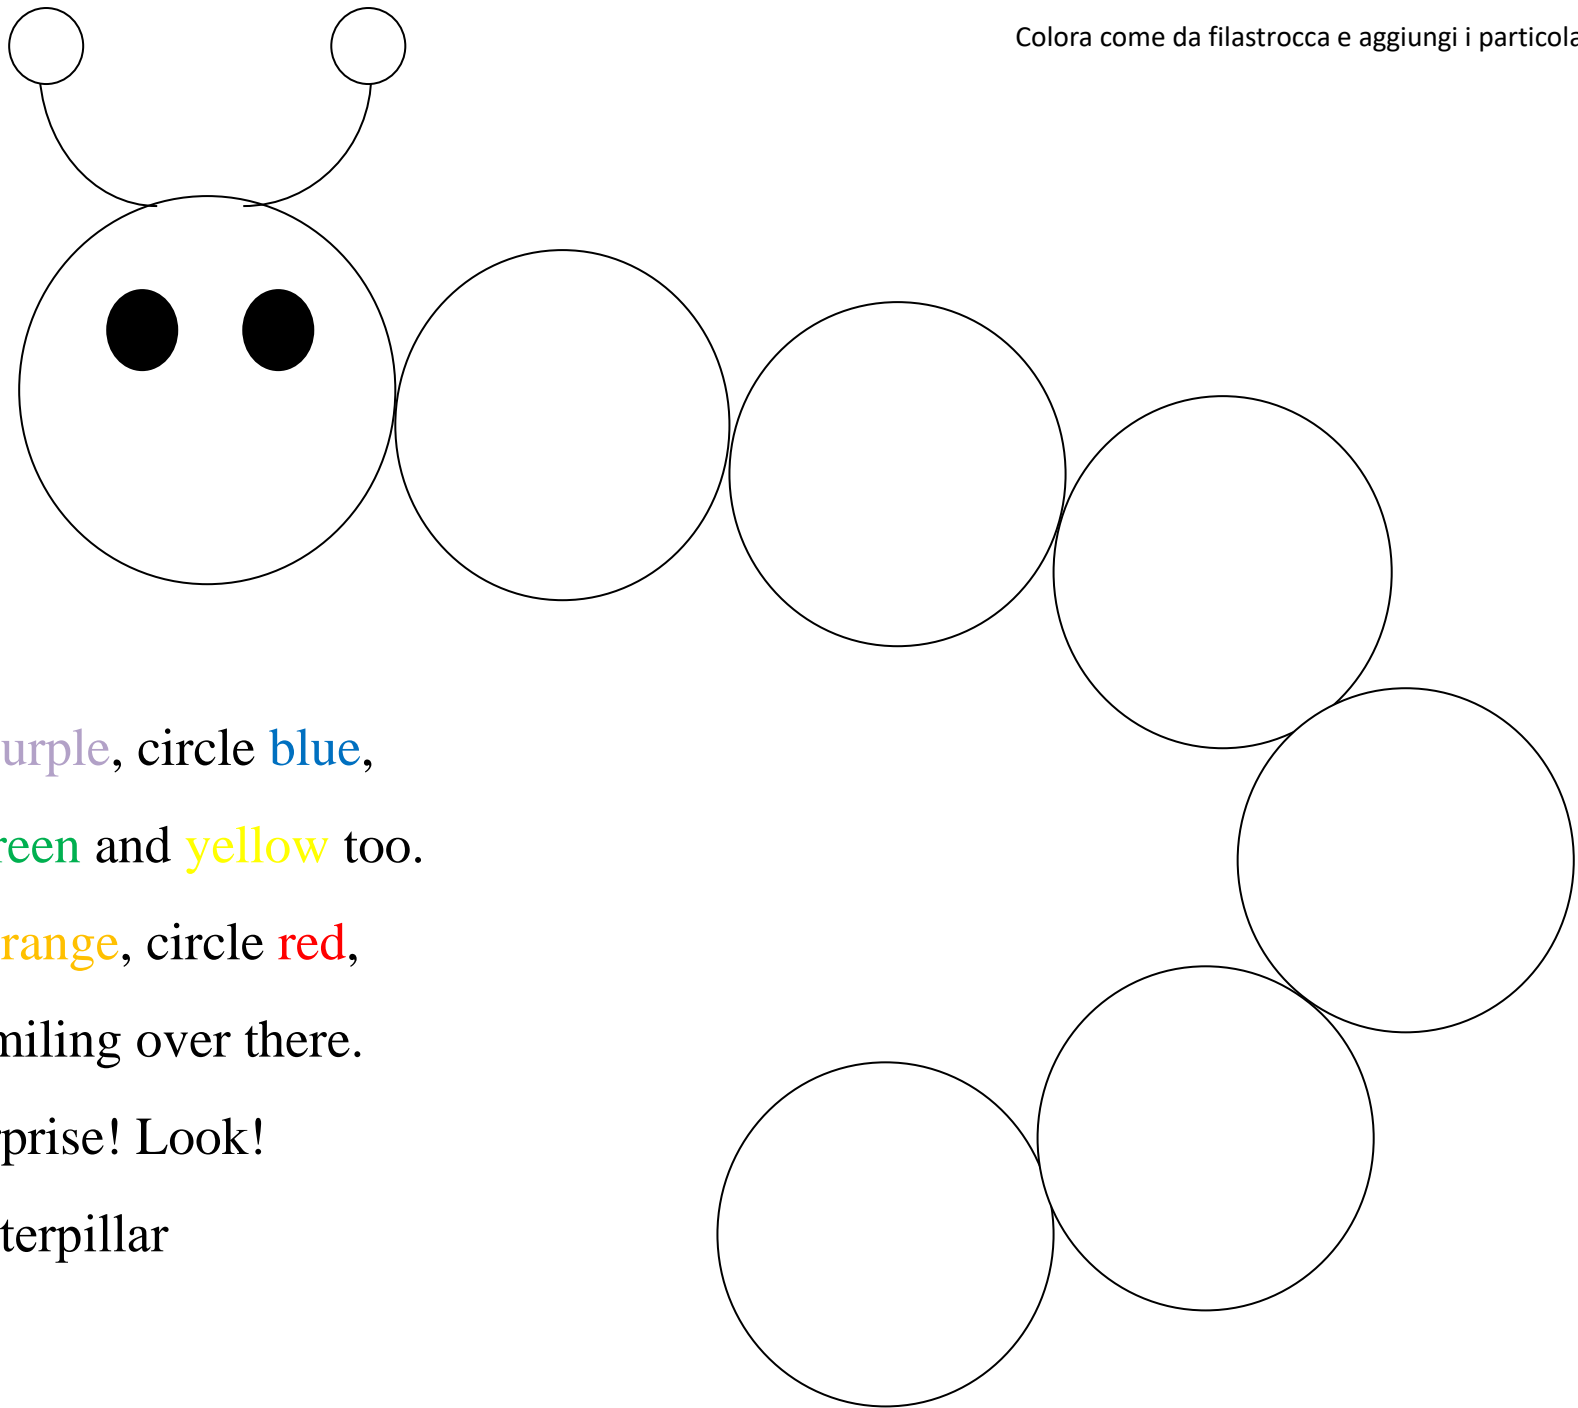 Colora come da filastrocca e aggiungi i particola
urple, circle blue,
reen and yellow too.
range, circle red,
miling over there.
rprise! Look!
terpillar